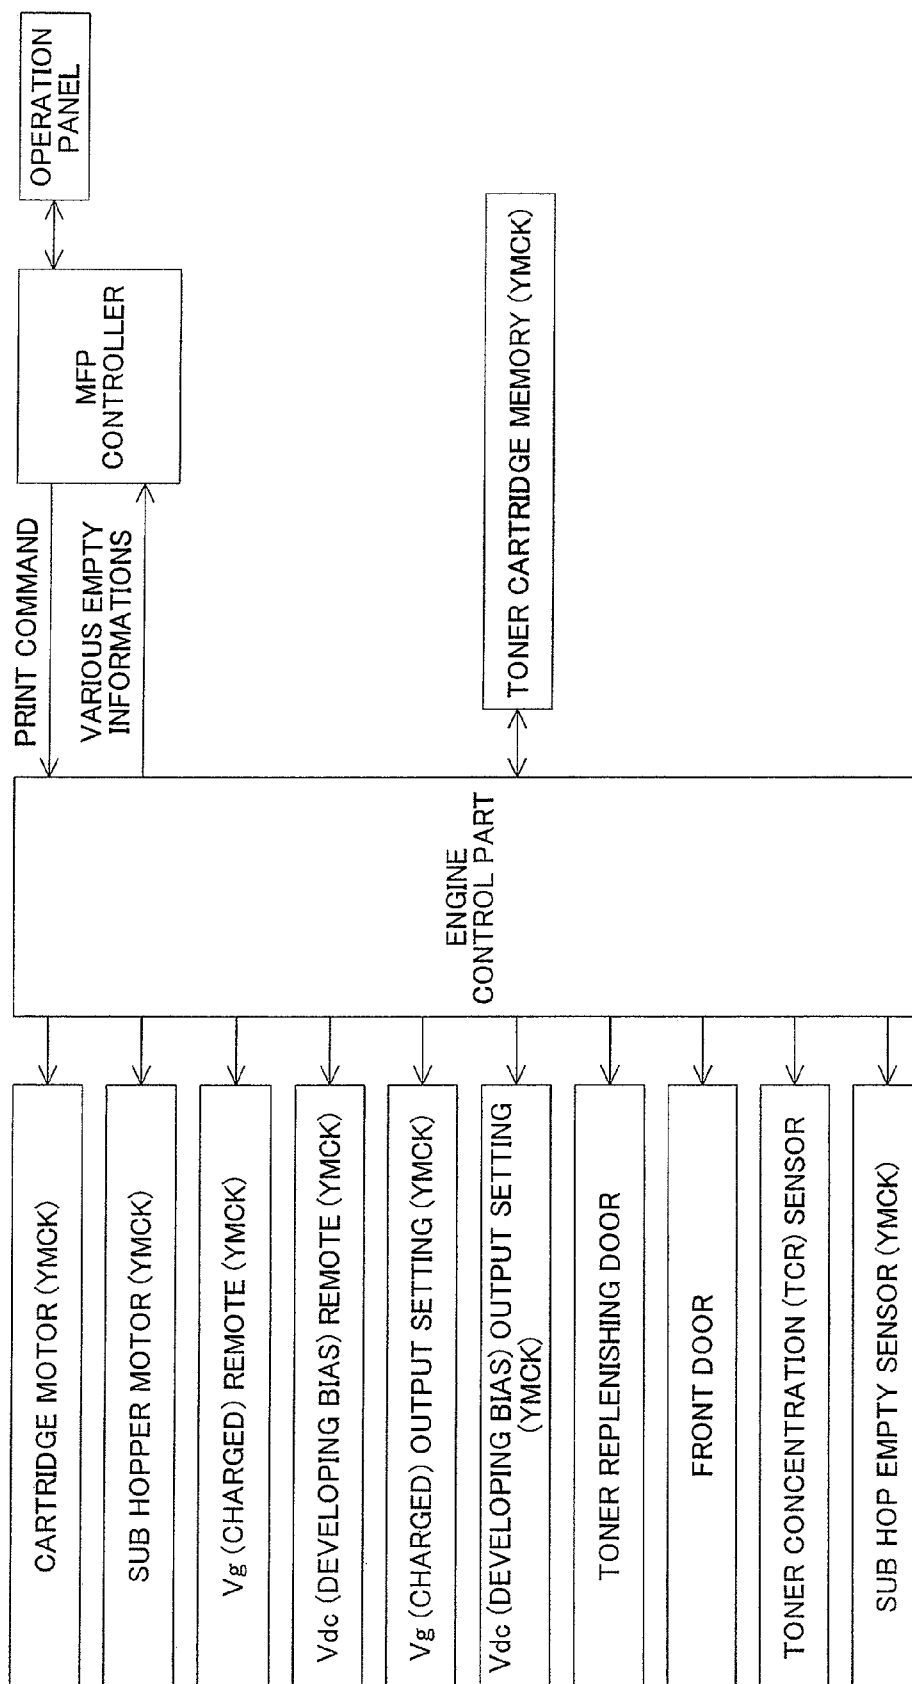 OPERATION
PANEL
MFP
CONTROLLER
PRINT COMMAND
VARIOUS EMPTY
INFORMATIONS
TONER CARTRIDGE MEMORY (YMCK)
ENGINE
CONTROL PART
CARTRIDGE MOTOR (YMCK)
SUB HOPPER MOTOR (YMCK)
Vg (CHARGED) REMOTE (YMCK)
Vdc (DEVELOPING BIAS) REMOTE (YMCK)
Vg (CHARGED) OUTPUT SETTING (YMCK)
Vdc (DEVELOPING BIAS) OUTPUT SETTING
(YMCK)
TONER REPLENISHING DOOR
FRONT DOOR
TONER CONCENTRATION (TCR) SENSOR
SUB HOP EMPTY SENSOR (YMCK)